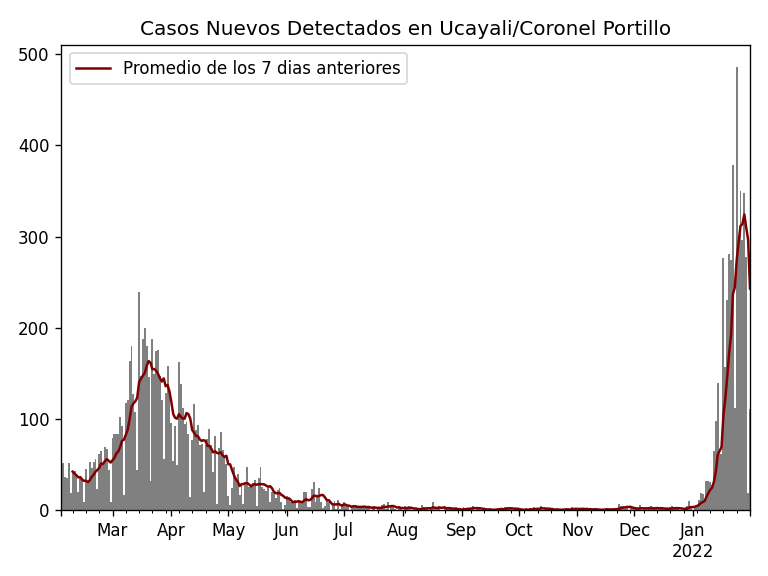 Casos Nuevos Detectados en Ucayali/Coronel Portillo
Promedio de los 7 dias anteriores
500
400
300
200
100
0
Mar Apr May Jun Jul Aug Sep Oct Nov Dec Jan
2022